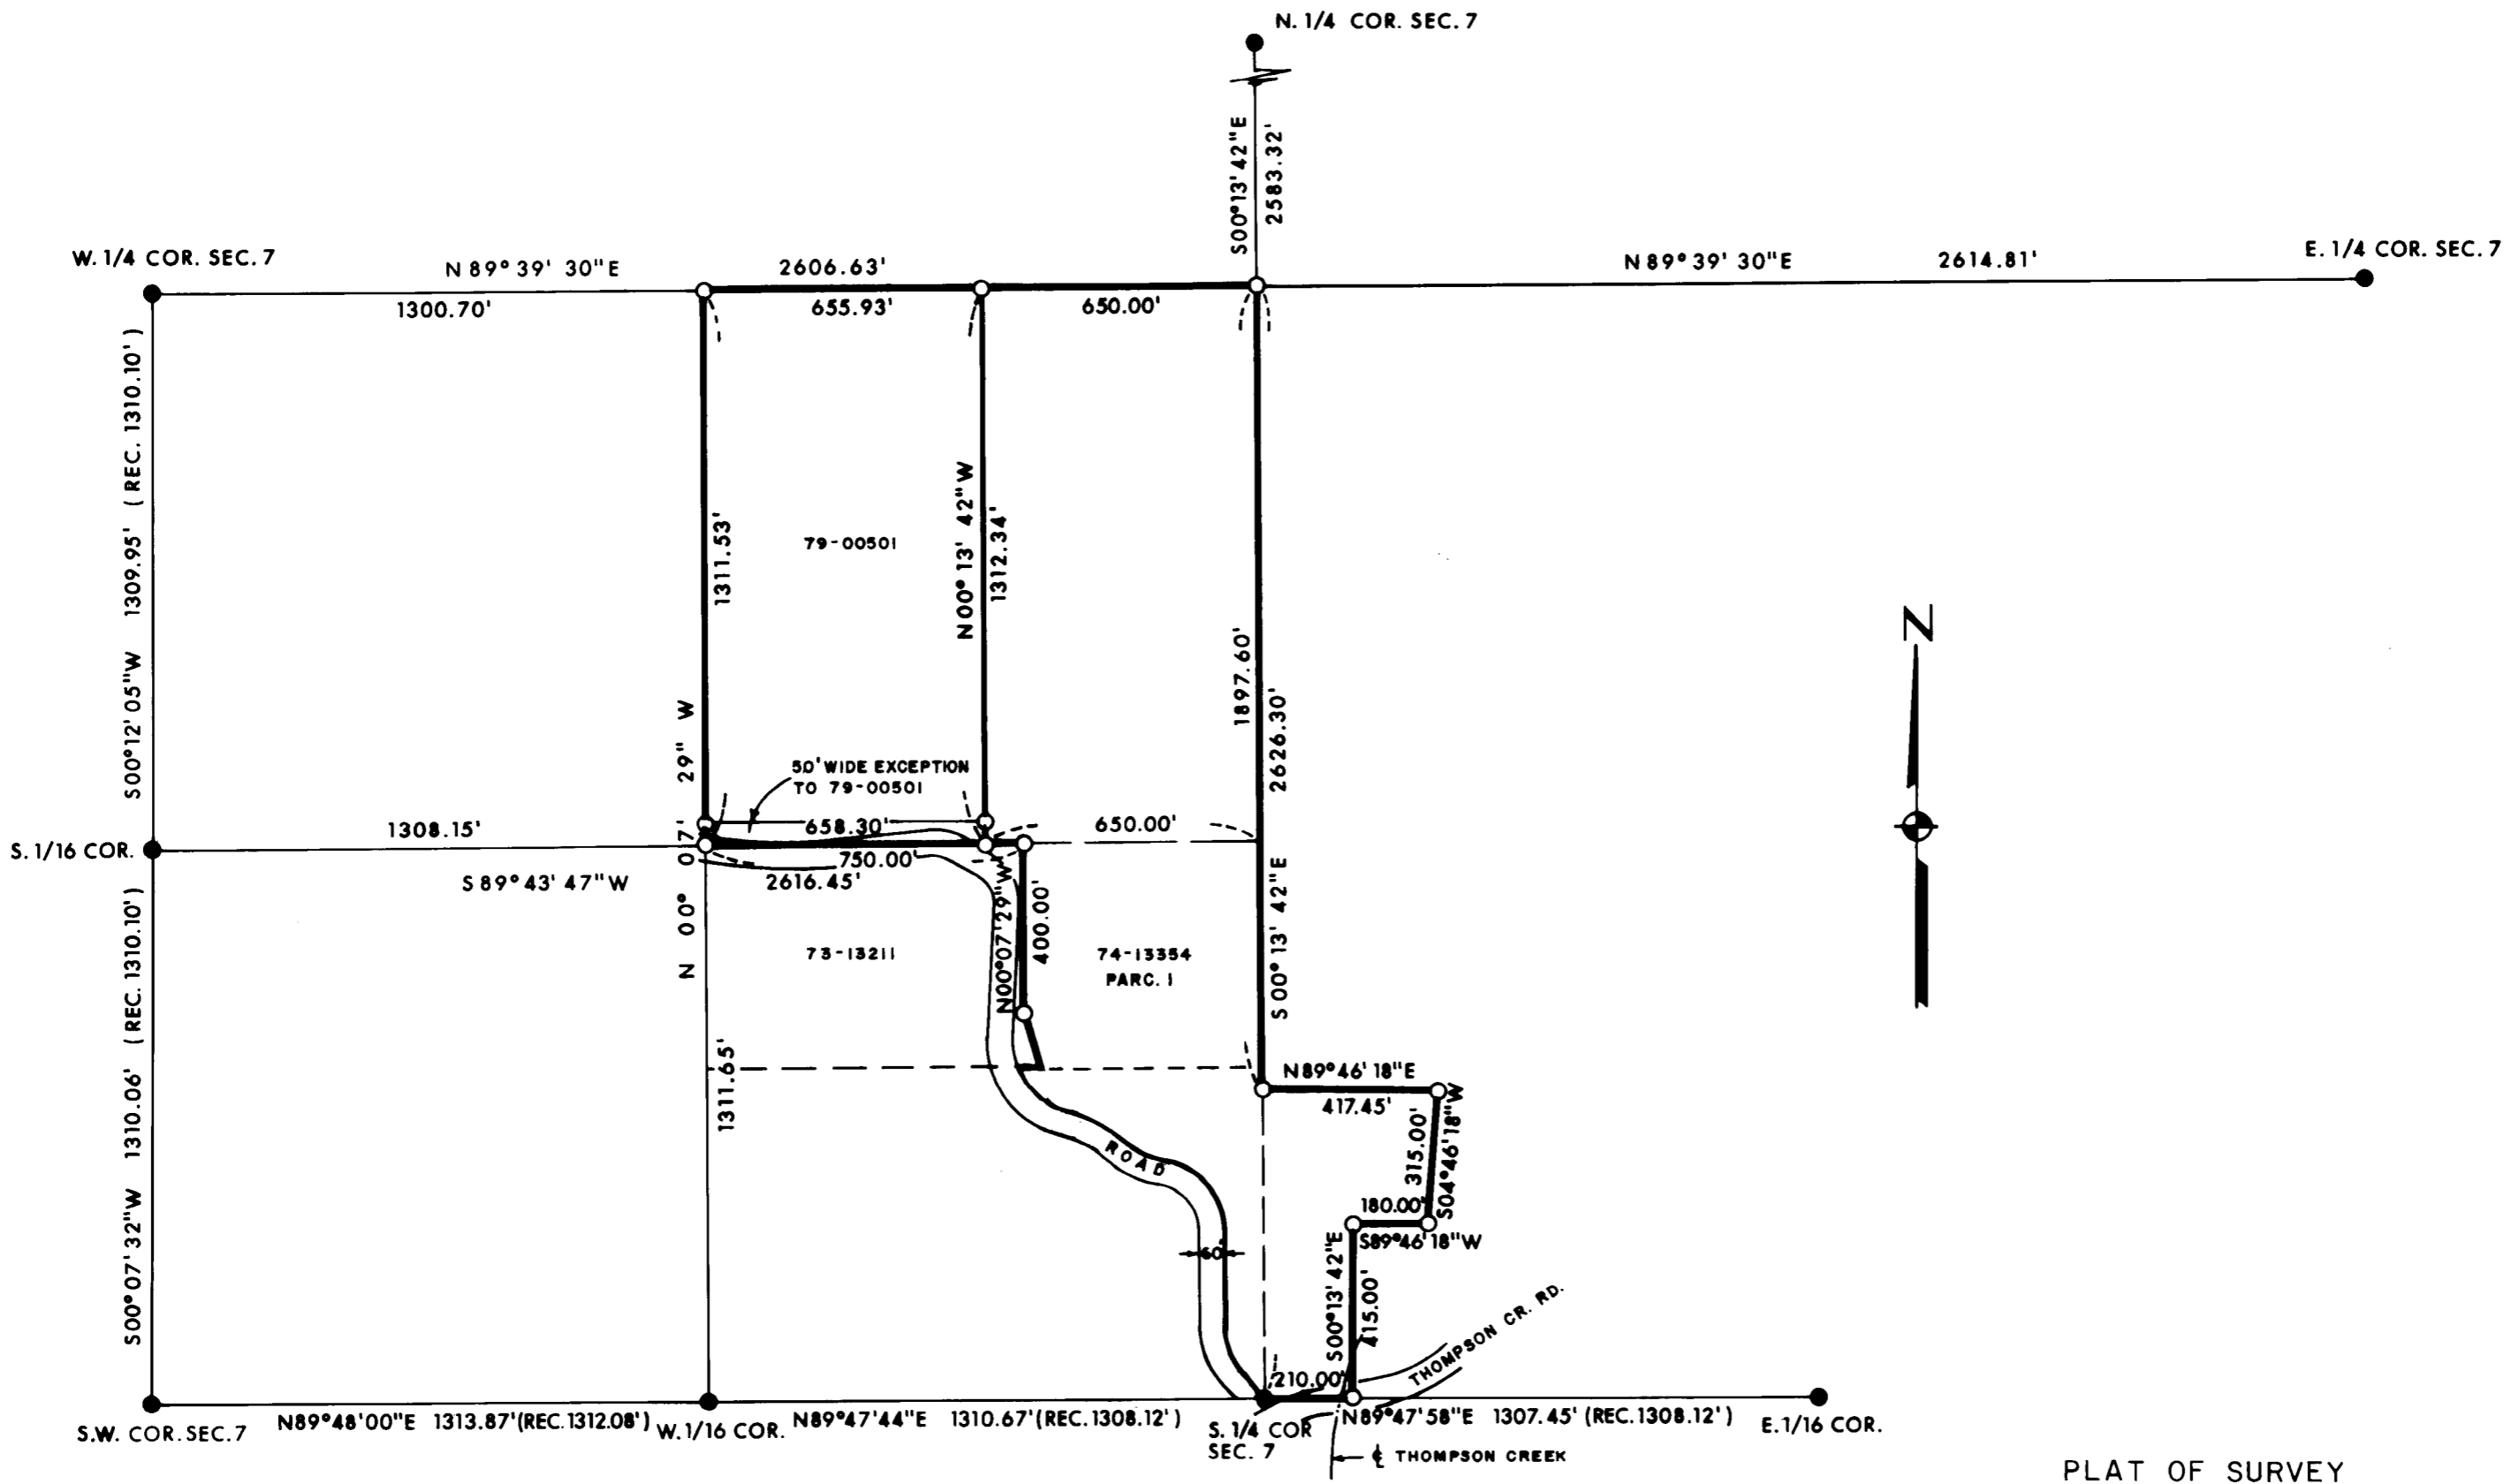 N. 1/4 COR. SEC. 7
S00°13'42"E
2583.32'
W. 1/4 COR. SEC. 7
N 89° 39' 30"E
2606.63'
N 89° 39' 30"E
2614.81'
E. 1/4 COR. SEC. 7
1300.70'
655.93'
650.00'
S00°12'05"W 1309.95' (REC. 1310.10')
1311.53'
79-00501
N00°13'42"W
1312.34'
1897.60'
2626.30'
N
50' WIDE EXCEPTION
TO 79-00501
N 00° 07' 29" W
1308.15'
658.30'
650.00'
S. 1/16 COR.
750.00'
S 89° 43' 47" W
2616.45'
N00°07'29"W
400.00'
S 00°13'42"E
73-13211
74-13354
PARC. 1
S00°07'32"W 1310.06' (REC. 1310.10')
1311.65'
N89°46'18"E
417.45'
315.00'
S04°46'18"W
ROAD
180.00'
S89°46'18"W
60'
S00°13'42"E
415.00'
THOMPSON CR. RD.
210.00'
S.W. COR. SEC. 7
N89°48'00"E 1313.87' (REC. 1312.08')
W. 1/16 COR.
N89°47'44"E 1310.67' (REC. 1308.12')
S. 1/4 COR
SEC. 7
N89°47'58"E 1307.45' (REC. 1308.12')
E. 1/16 COR.
℄ THOMPSON CREEK
PLAT OF SURVEY